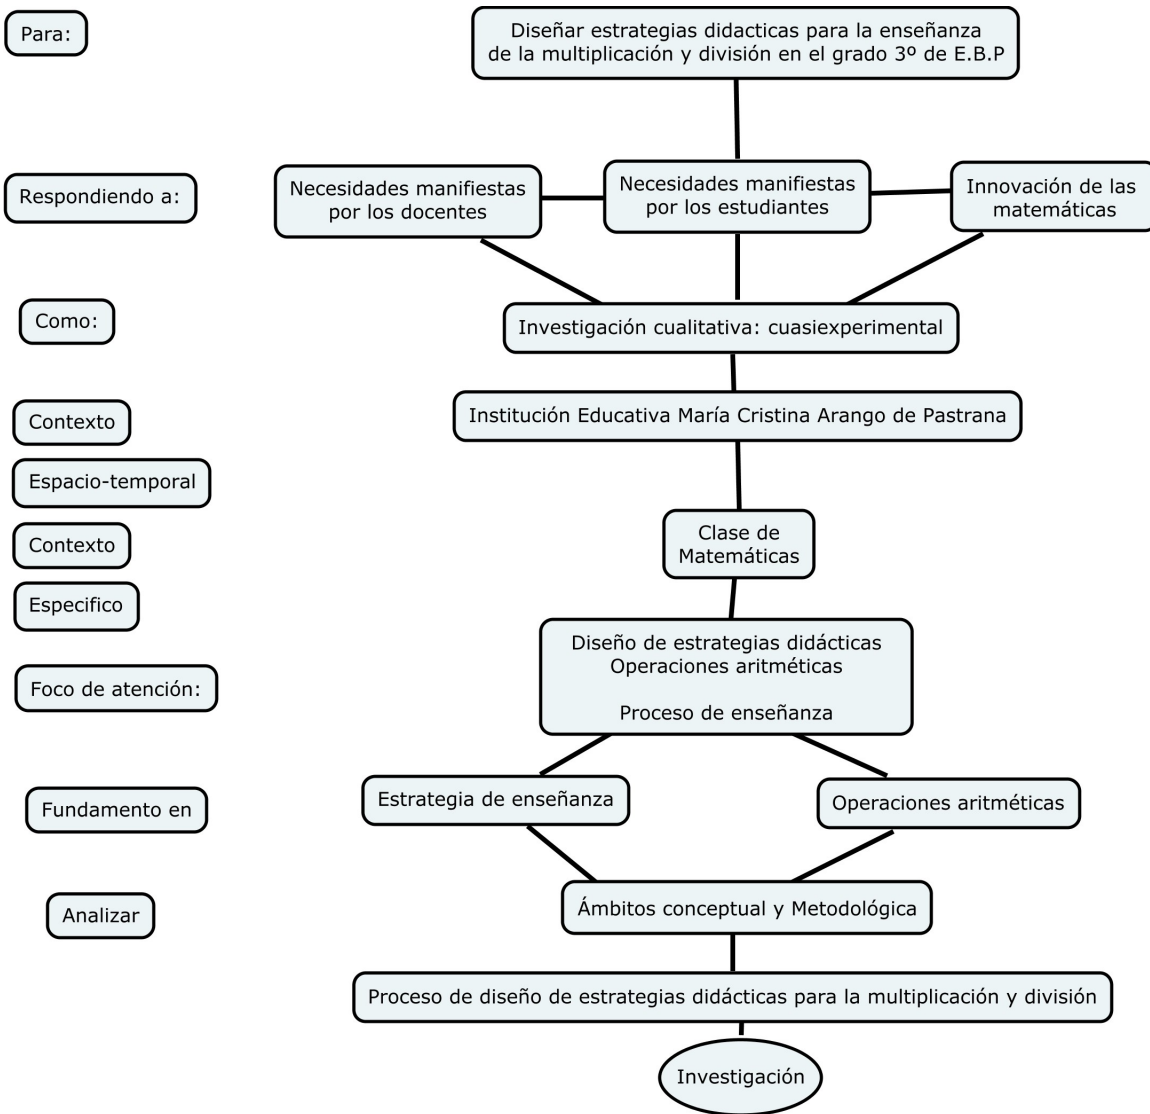 Para:
Diseñar estrategias didacticas para la enseñanza
de la multiplicación y división en el grado 3º de E.B.P
Respondiendo a:
Necesidades manifiestas
por los docentes
Necesidades manifiestas
por los estudiantes
Innovación de las
matemáticas
Como:
Investigación cualitativa: cuasiexperimental
Contexto
Institución Educativa María Cristina Arango de Pastrana
Espacio-temporal
Contexto
Clase de
Matemáticas
Especifico
Foco de atención:
Diseño de estrategias didácticas
Operaciones aritméticas
Proceso de enseñanza
Fundamento en
Estrategia de enseñanza
Operaciones aritméticas
Analizar
Ámbitos conceptual y Metodológica
Proceso de diseño de estrategias didácticas para la multiplicación y división
Investigación